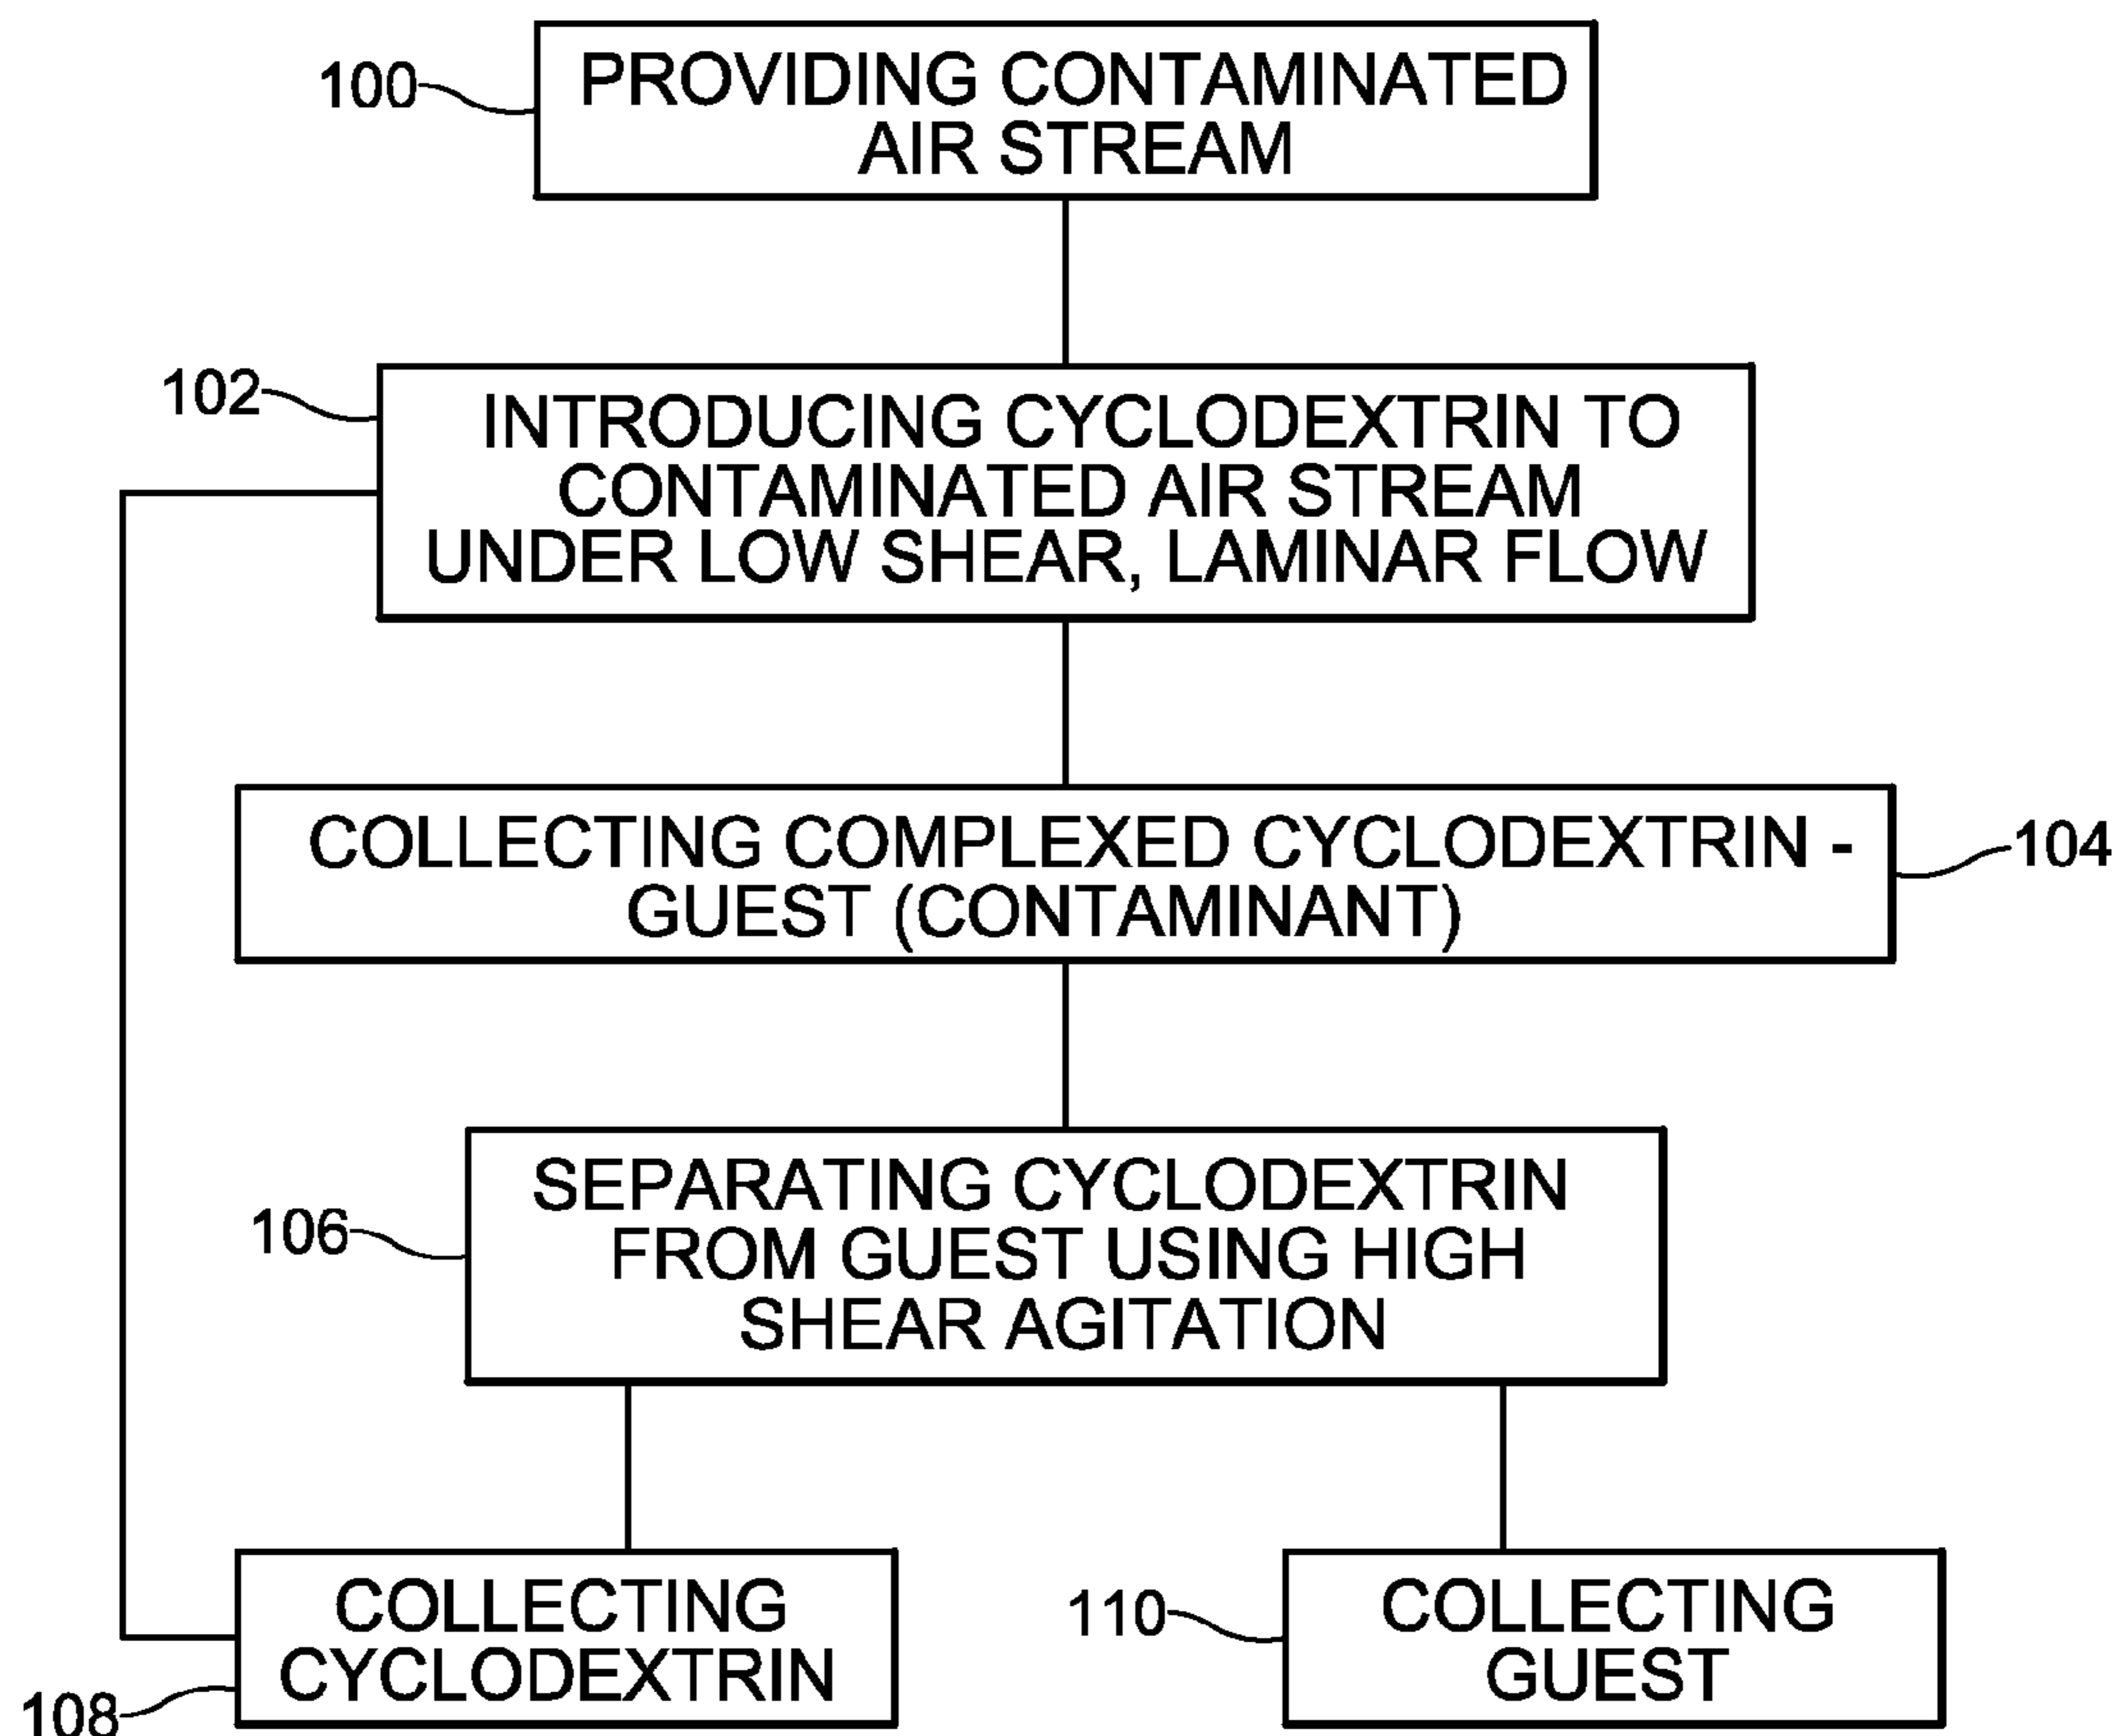 100
PROVIDING CONTAMINATED
AIR STREAM
102
INTRODUCING CYCLODEXTRIN TO
CONTAMINATED AIR STREAM
UNDER LOW SHEAR, LAMINAR FLOW
COLLECTING COMPLEXED CYCLODEXTRIN -
GUEST (CONTAMINANT)
104
106
SEPARATING CYCLODEXTRIN
FROM GUEST USING HIGH
SHEAR AGITATION
108
COLLECTING
CYCLODEXTRIN
110
COLLECTING
GUEST